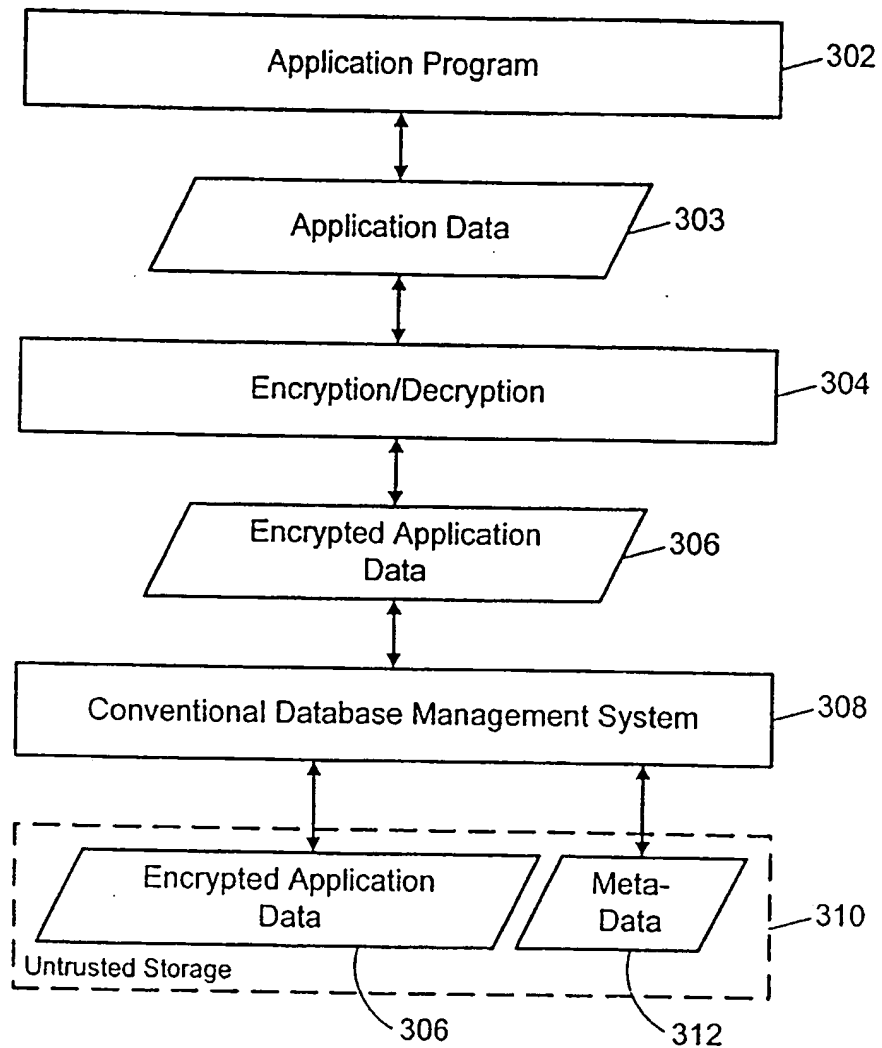 Application Program
302
Application Data
303
Encryption/Decryption
304
Encrypted Application
Data
306
Conventional Database Management System
308
Encrypted Application
Data
Meta-
Data
310
Untrusted Storage
306
312